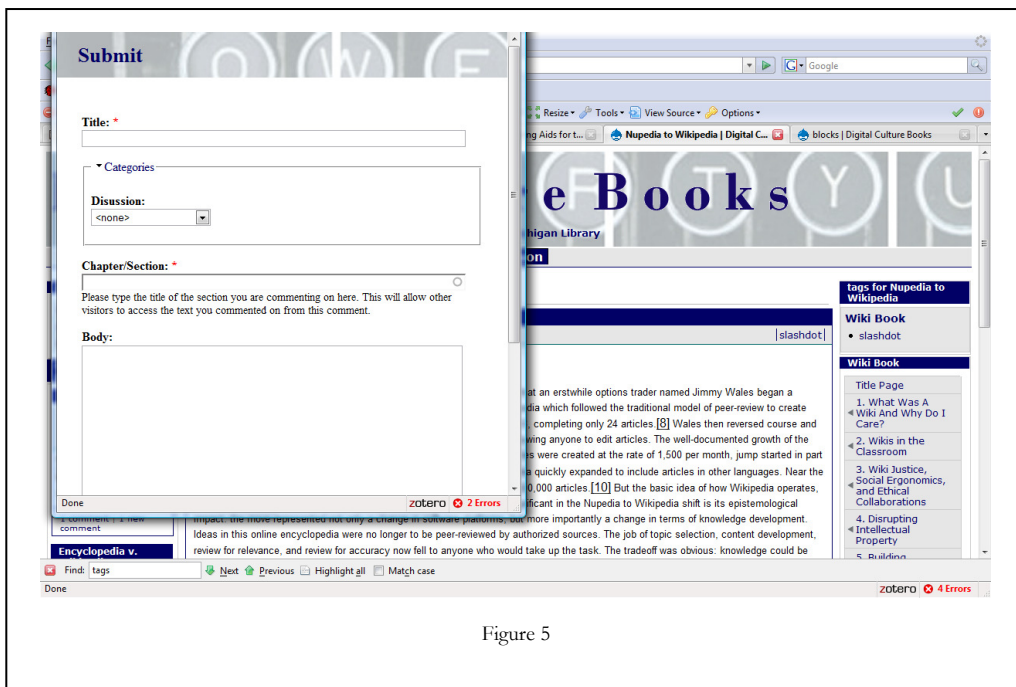 Submit
Title: *
Categories
Disussion:
<none>
Chapter/Section: *
Please type the title of the section you are commenting on here. This will allow other
visitors to access the text you commented on from this comment.
Body:
Done
zotero 2 Errors
Google
Resize Tools View Source Options
ng Aids for t...
Nupedia to Wikipedia | Digital C...
blocks | Digital Culture Books
R T Y U
e Books
higan Library
on
slashdot
at an erstwhile options trader named Jimmy Wales began a
dia which followed the traditional model of peer-review to create
, completing only 24 articles.[8] Wales then reversed course and
wing anyone to edit articles. The well-documented growth of the
s were created at the rate of 1,500 per month, jump started in part
a quickly expanded to include articles in other languages. Near the
0,000 articles.[10] But the basic idea of how Wikipedia operates,
ificant in the Nupedia to Wikipedia shift is its epistemological
impact: the move represented not only a change in software platforms, but more importantly a change in terms of knowledge development.
Ideas in this online encyclopedia were no longer to be peer-reviewed by authorized sources. The job of topic selection, content development,
review for relevance, and review for accuracy now fell to anyone who would take up the task. The tradeoff was obvious: knowledge could be
1 comment | 1 new
comment
Encyclopedia v.
tags for Nupedia to
Wikipedia
Wiki Book
slashdot
Wiki Book
Title Page
1. What Was A
Wiki And Why Do I
Care?
2. Wikis in the
Classroom
3. Wiki Justice,
Social Ergonomics,
and Ethical
Collaborations
4. Disrupting
Intellectual
Property
5. Building
Find: tags Next Previous Highlight all Match case
Done
zotero 4 Errors
Figure 5